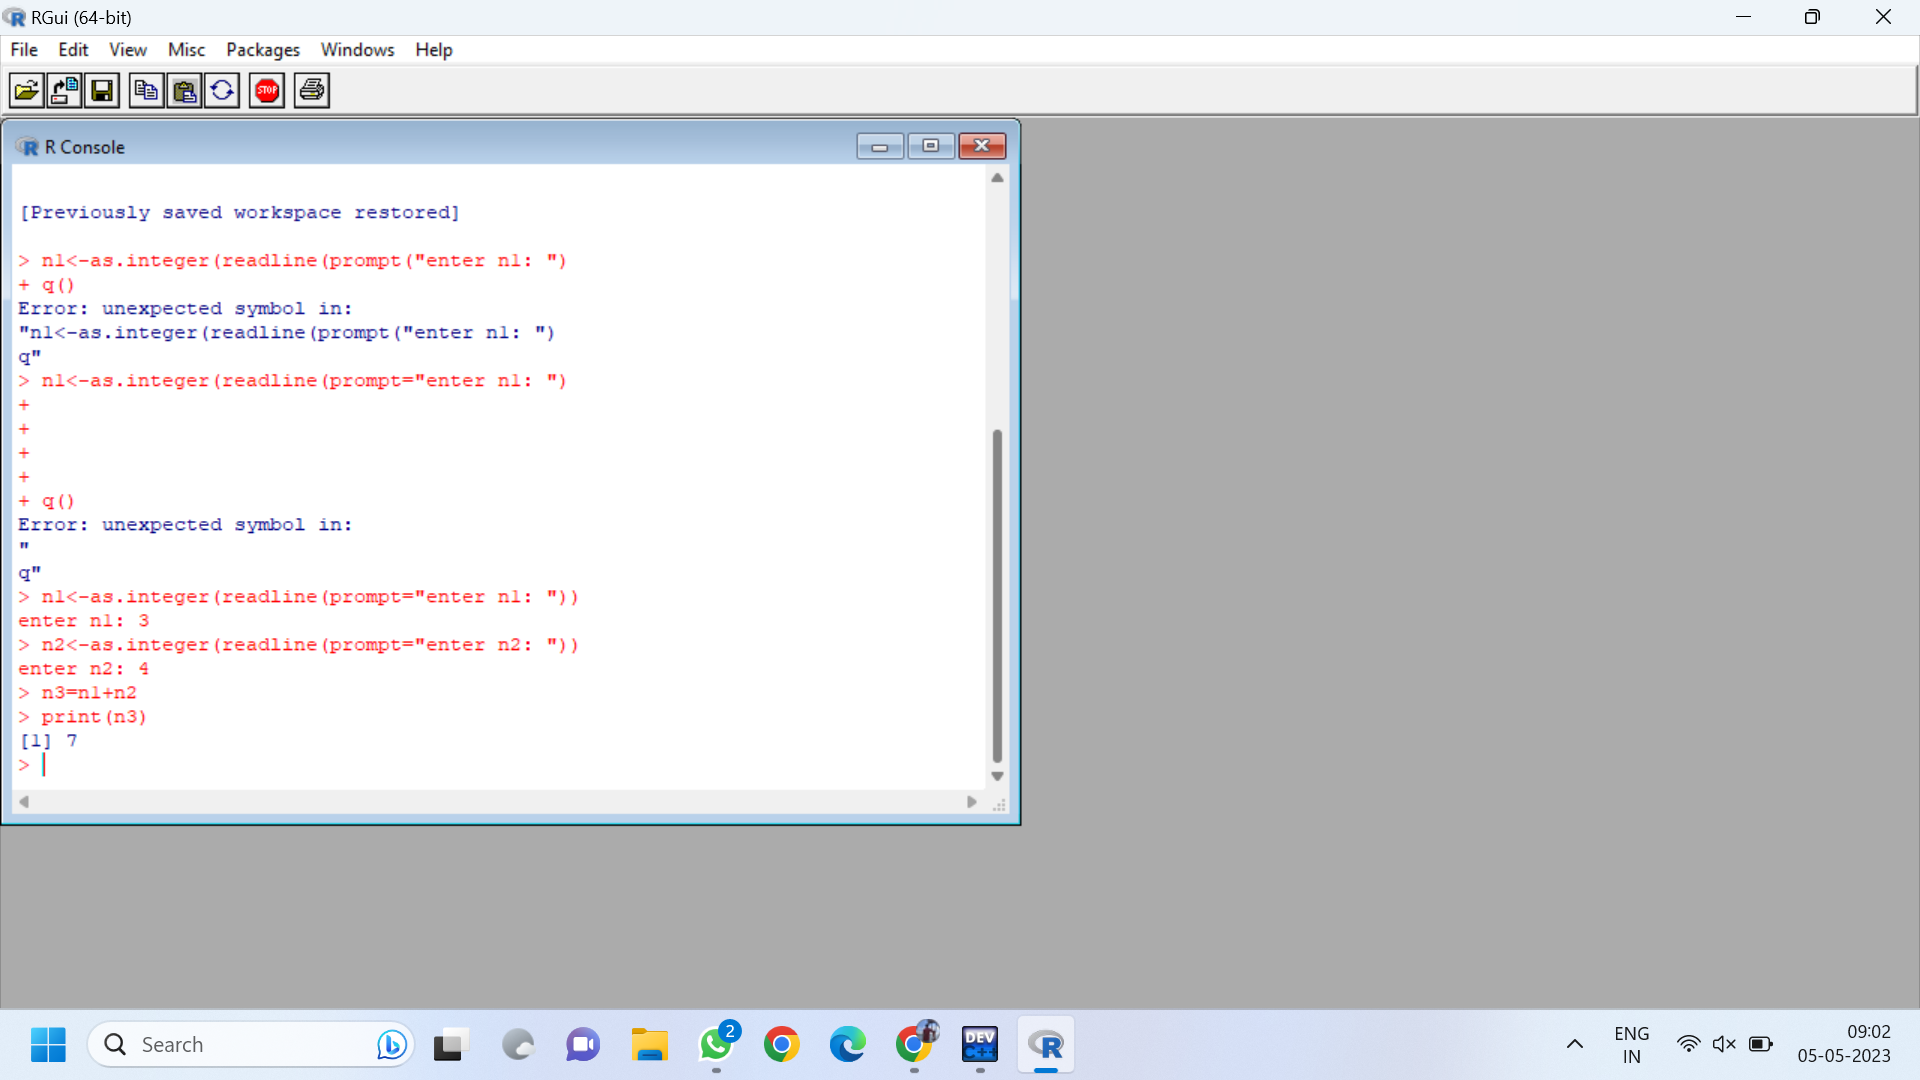 RGui (64-bit)
File Edit View Misc Packages Windows Help
STOP
R Console
[Previously saved workspace restored]
> n1<-as.integer(readline(prompt("enter n1: ")
+ q()
Error: unexpected symbol in:
"n1<-as.integer(readline(prompt("enter n1: ")
q"
> n1<-as.integer(readline(prompt="enter n1: ")
+
+
+
+
+ q()
Error: unexpected symbol in:
"
q"
> n1<-as.integer(readline(prompt="enter n1: "))
enter n1: 3
> n2<-as.integer(readline(prompt="enter n2: "))
enter n2: 4
> n3=n1+n2
> print(n3)
[1] 7
>
Search
2
DEV
C++
R
ENG
IN
09:02
05-05-2023